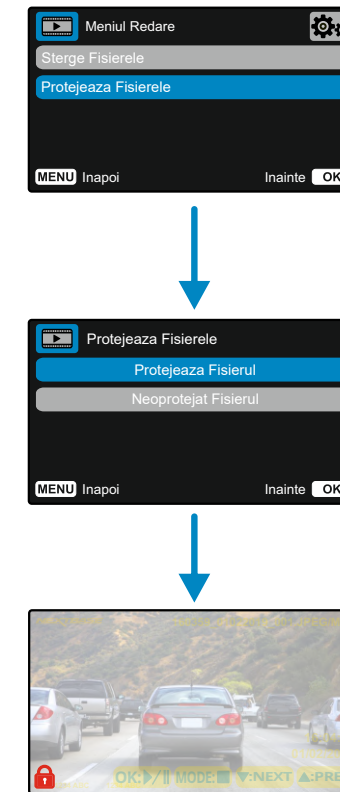 Meniul Redare
Sterge Fisierele
Protejeaza Fisierele
MENU Inapoi Inainte OK
Protejeaza Fisierele
Protejeaza Fisierul
Neoprotejat Fisierul
MENU Inapoi Inainte OK
OK:▶/II MODE:■ ▼:NEXT ▲:PRE